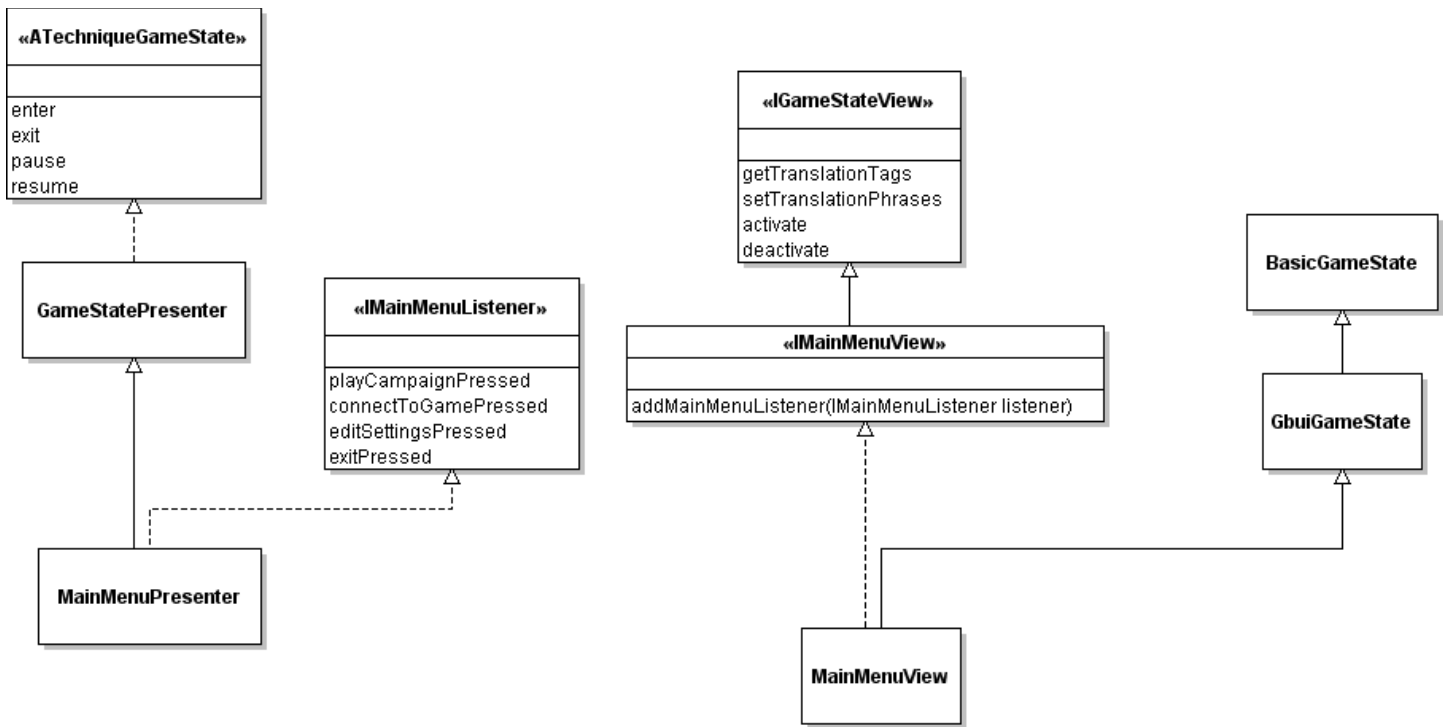 «ATechniqueGameState»
enter
exit
pause
resume
GameStatePresenter
«IMainMenuListener»
playCampaignPressed
connectToGamePressed
editSettingsPressed
exitPressed
MainMenuPresenter
«IGameStateView»
getTranslationTags
setTranslationPhrases
activate
deactivate
«IMainMenuView»
addMainMenuListener(IMainMenuListener listener)
MainMenuView
BasicGameState
GbuiGameState